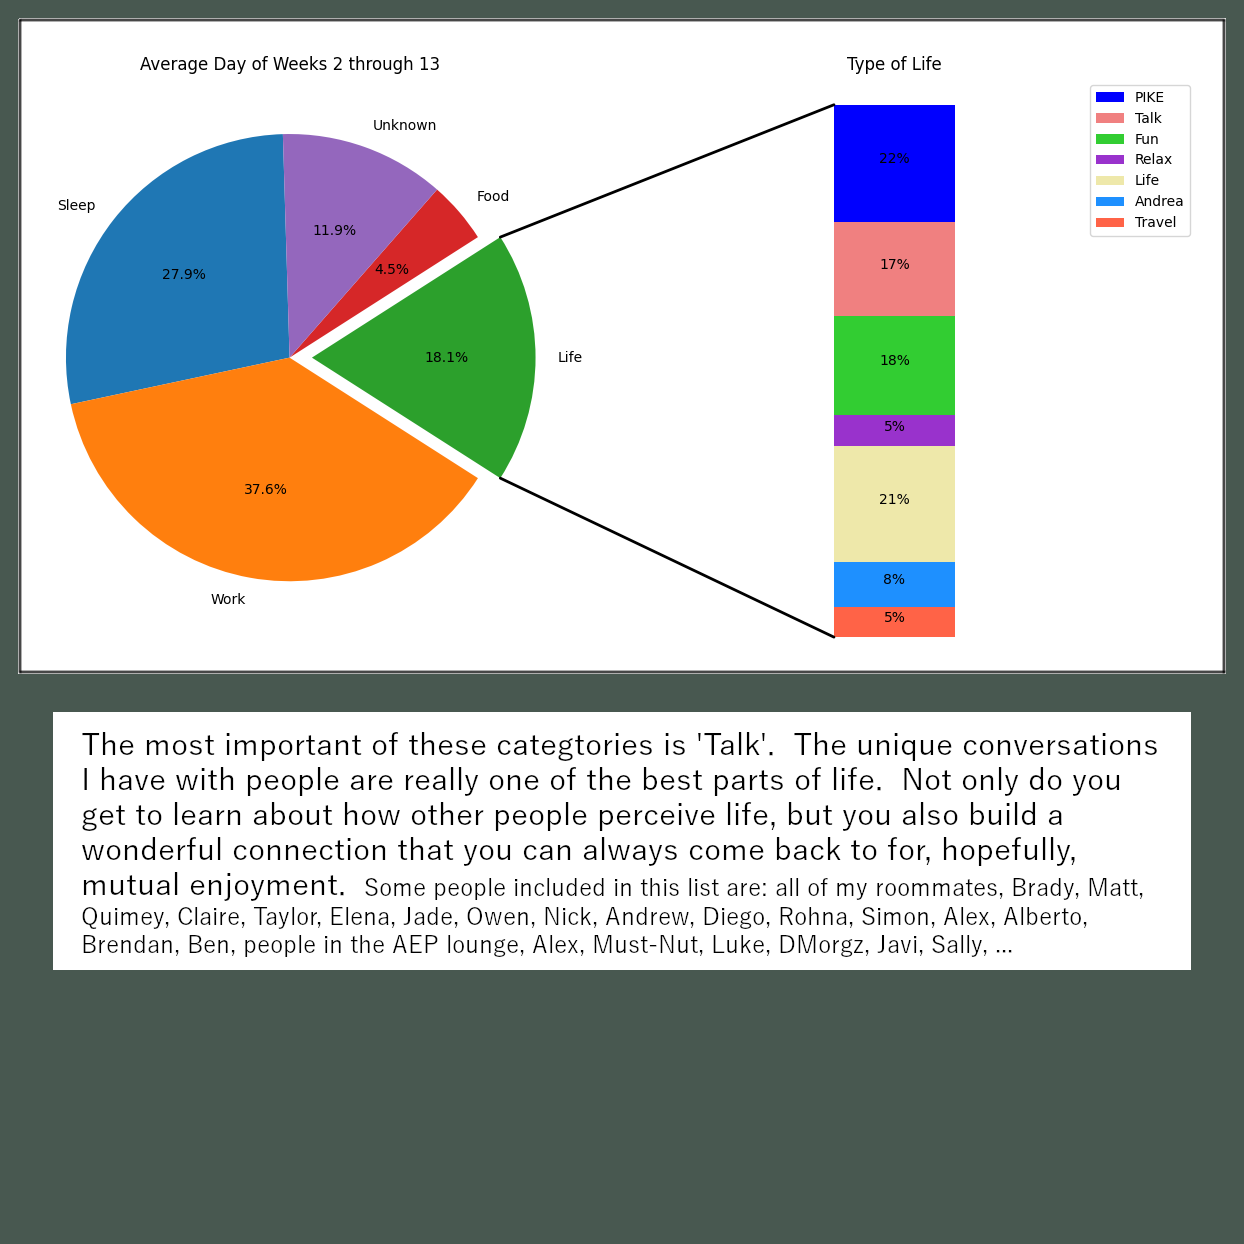 Average Day of Weeks 2 through 13
Type of Life
PIKE
Talk
Fun
Relax
Life
Andrea
Travel
Unknown
Food
Sleep
11.9%
4.5%
27.9%
18.1%
Life
37.6%
Work
22%
17%
18%
5%
21%
8%
5%
The most important of these categtories is 'Talk'.  The unique conversations
I have with people are really one of the best parts of life.  Not only do you
get to learn about how other people perceive life, but you also build a
wonderful connection that you can always come back to for, hopefully,
mutual enjoyment.  Some people included in this list are: all of my roommates, Brady, Matt,
Quimey, Claire, Taylor, Elena, Jade, Owen, Nick, Andrew, Diego, Rohna, Simon, Alex, Alberto,
Brendan, Ben, people in the AEP lounge, Alex, Must-Nut, Luke, DMorgz, Javi, Sally, ...